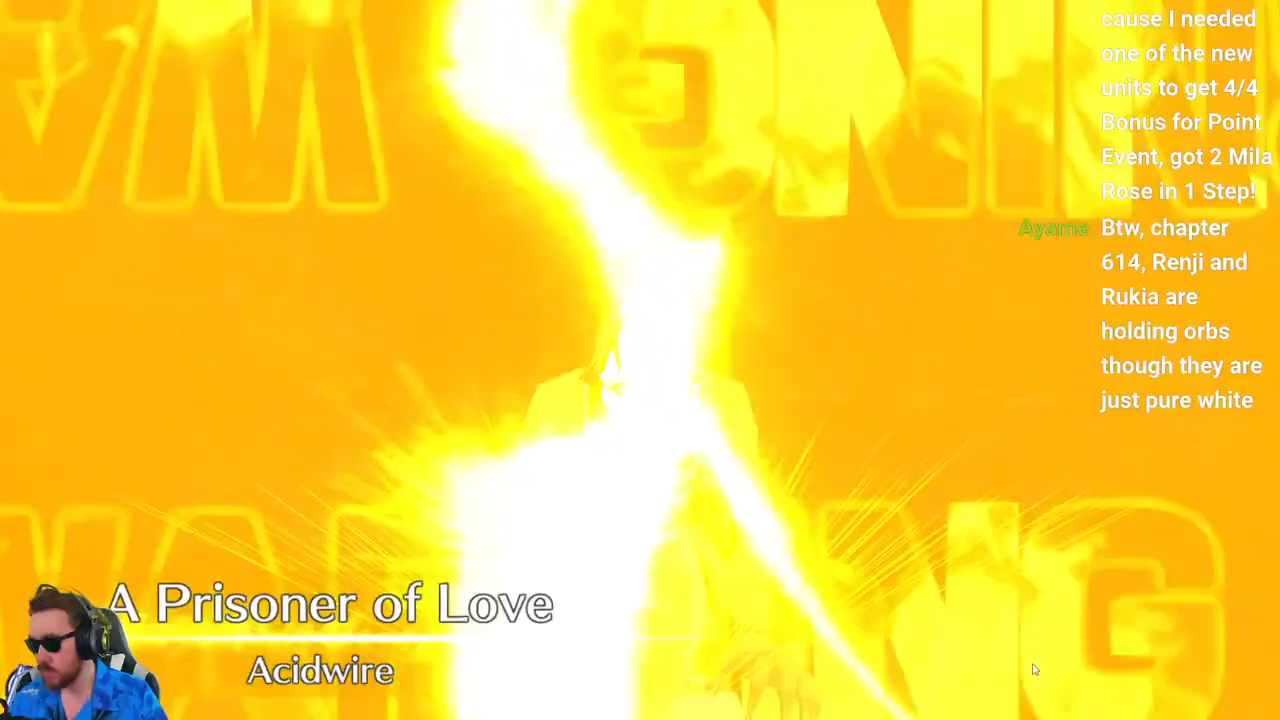 WARNING
cause I needed
one of the new
units to get 4/4
Bonus for Point
Event, got 2 Mila
Rose in 1 Step!
Ayame Btw, chapter
614, Renji and
Rukia are
holding orbs
though they are
just pure white
WARNING
A Prisoner of Love
Acidwire